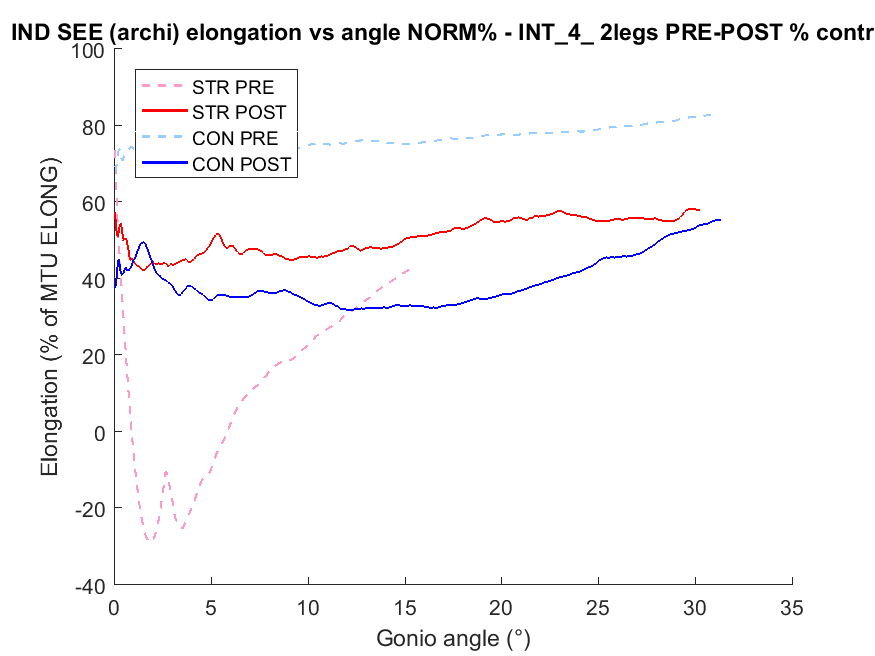 IND SEE (archi) elongation vs angle NORM% - INT_4_ 2legs PRE-POST % contr
100
80
60
40
20
0
-20
-40
Elongation (% of MTU ELONG)
STR PRE
STR POST
CON PRE
CON POST
0 5 10 15 20 25 30 35
Gonio angle (°)